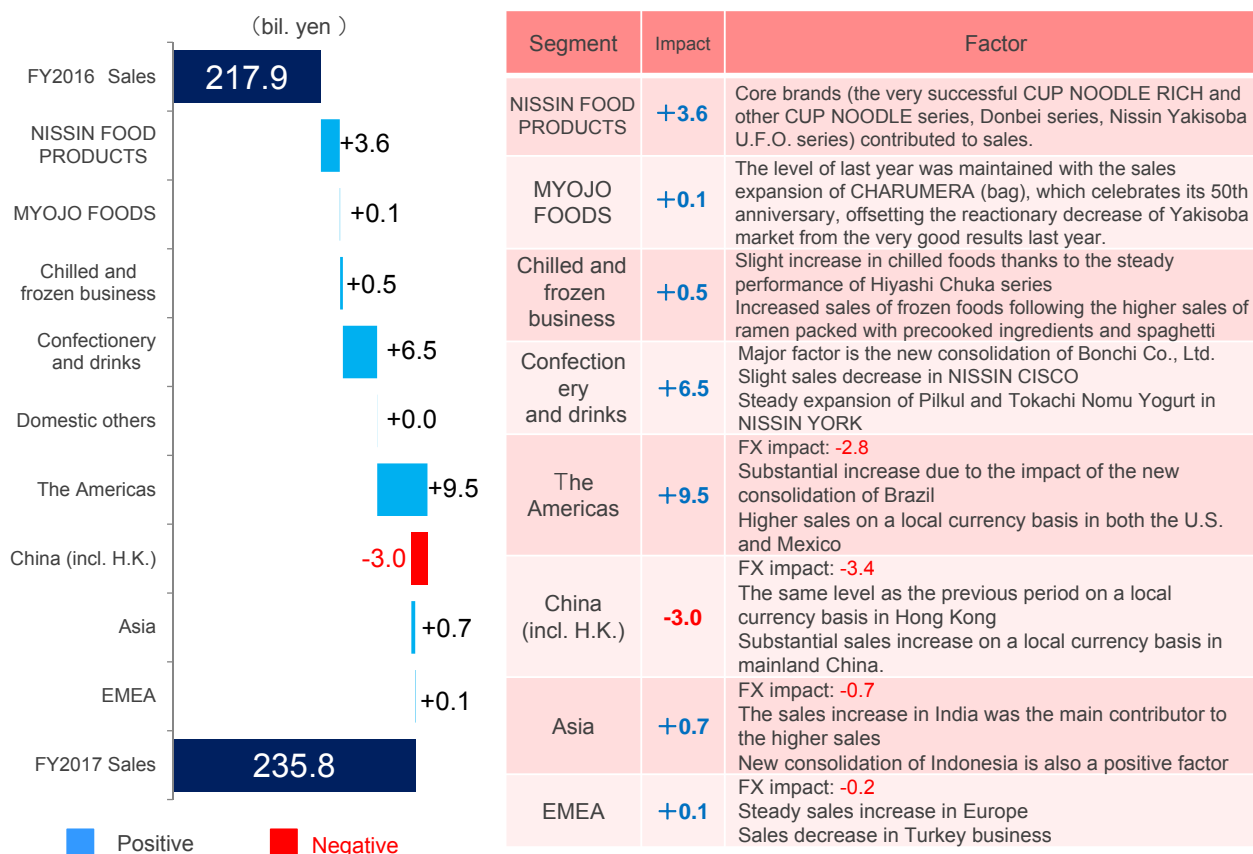 (bil. yen )
FY2016 Sales
217.9
NISSIN FOOD
PRODUCTS
+3.6
MYOJO FOODS
+0.1
Chilled and
frozen business
+0.5
Confectionery
and drinks
+6.5
Domestic others
+0.0
The Americas
+9.5
China (incl. H.K.)
-3.0
Asia
+0.7
EMEA
+0.1
FY2017 Sales
235.8
Positive
Negative
Segment
Impact
Factor
NISSIN FOOD
PRODUCTS
+3.6
Core brands (the very successful CUP NOODLE RICH and
other CUP NOODLE series, Donbei series, Nissin Yakisoba
U.F.O. series) contributed to sales.
MYOJO
FOODS
+0.1
The level of last year was maintained with the sales
expansion of CHARUMERA (bag), which celebrates its 50th
anniversary, offsetting the reactionary decrease of Yakisoba
market from the very good results last year.
Chilled and
frozen
business
+0.5
Slight increase in chilled foods thanks to the steady
performance of Hiyashi Chuka series
Increased sales of frozen foods following the higher sales of
ramen packed with precooked ingredients and spaghetti
Confection
ery
and drinks
+6.5
Major factor is the new consolidation of Bonchi Co., Ltd.
Slight sales decrease in NISSIN CISCO
Steady expansion of Pilkul and Tokachi Nomu Yogurt in
NISSIN YORK
The
Americas
+9.5
FX impact: -2.8
Substantial increase due to the impact of the new
consolidation of Brazil
Higher sales on a local currency basis in both the U.S.
and Mexico
China
(incl. H.K.)
-3.0
FX impact: -3.4
The same level as the previous period on a local
currency basis in Hong Kong
Substantial sales increase on a local currency basis in
mainland China.
Asia
+0.7
FX impact: -0.7
The sales increase in India was the main contributor to
the higher sales
New consolidation of Indonesia is also a positive factor
EMEA
+0.1
FX impact: -0.2
Steady sales increase in Europe
Sales decrease in Turkey business